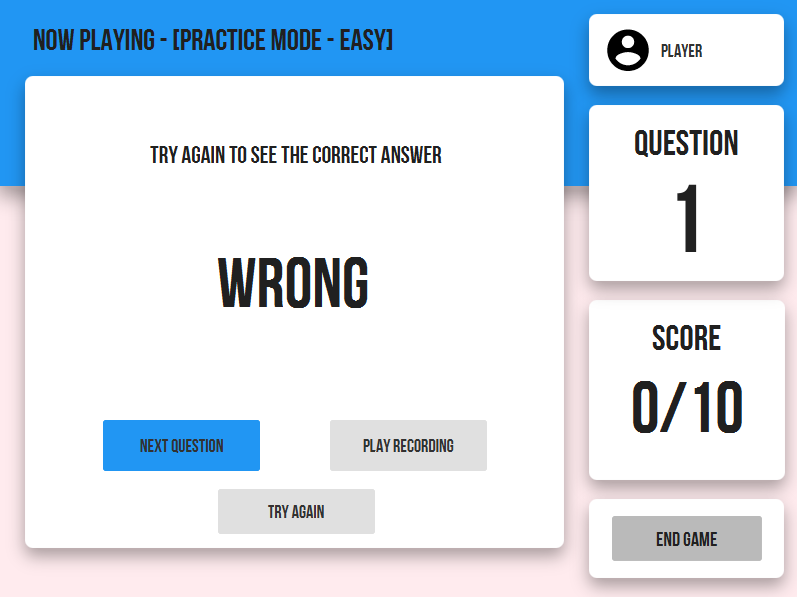 NOW PLAYING - [PRACTICE MODE - EASY]
PLAYER
TRY AGAIN TO SEE THE CORRECT ANSWER
WRONG
NEXT QUESTION
PLAY RECORDING
TRY AGAIN
QUESTION
1
SCORE
0/10
END GAME